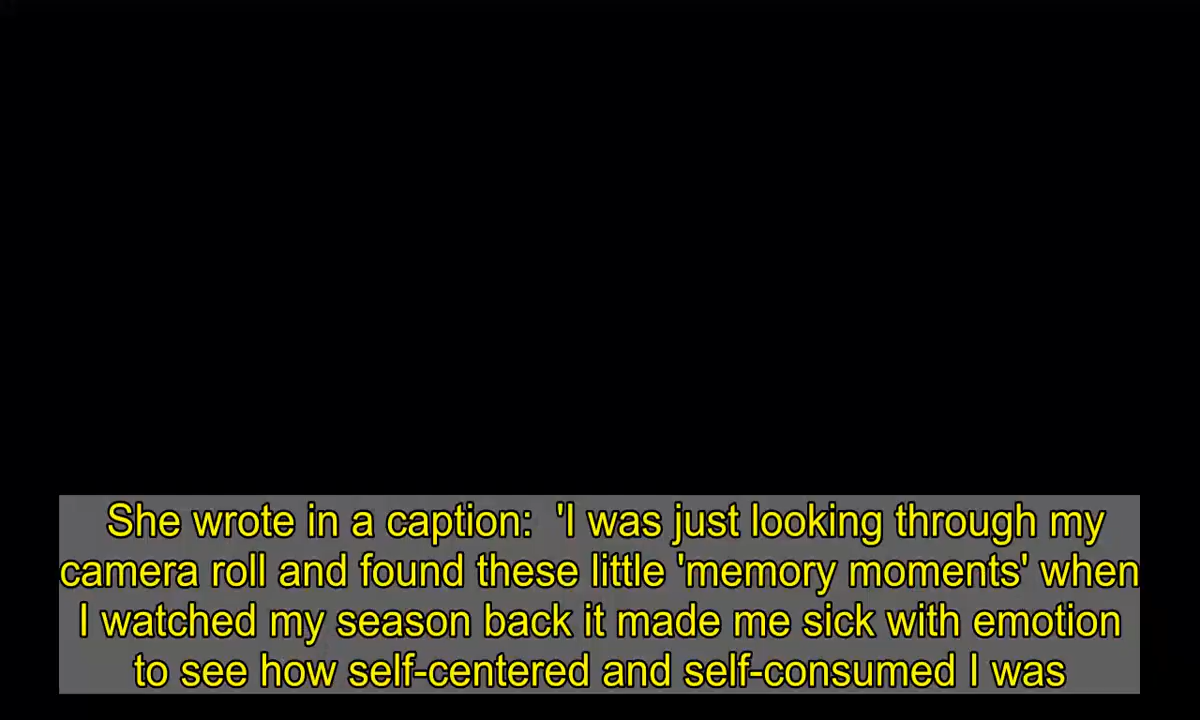 She wrote in a caption:  'I was just looking through my
camera roll and found these little 'memory moments' when
I watched my season back it made me sick with emotion
to see how self-centered and self-consumed I was